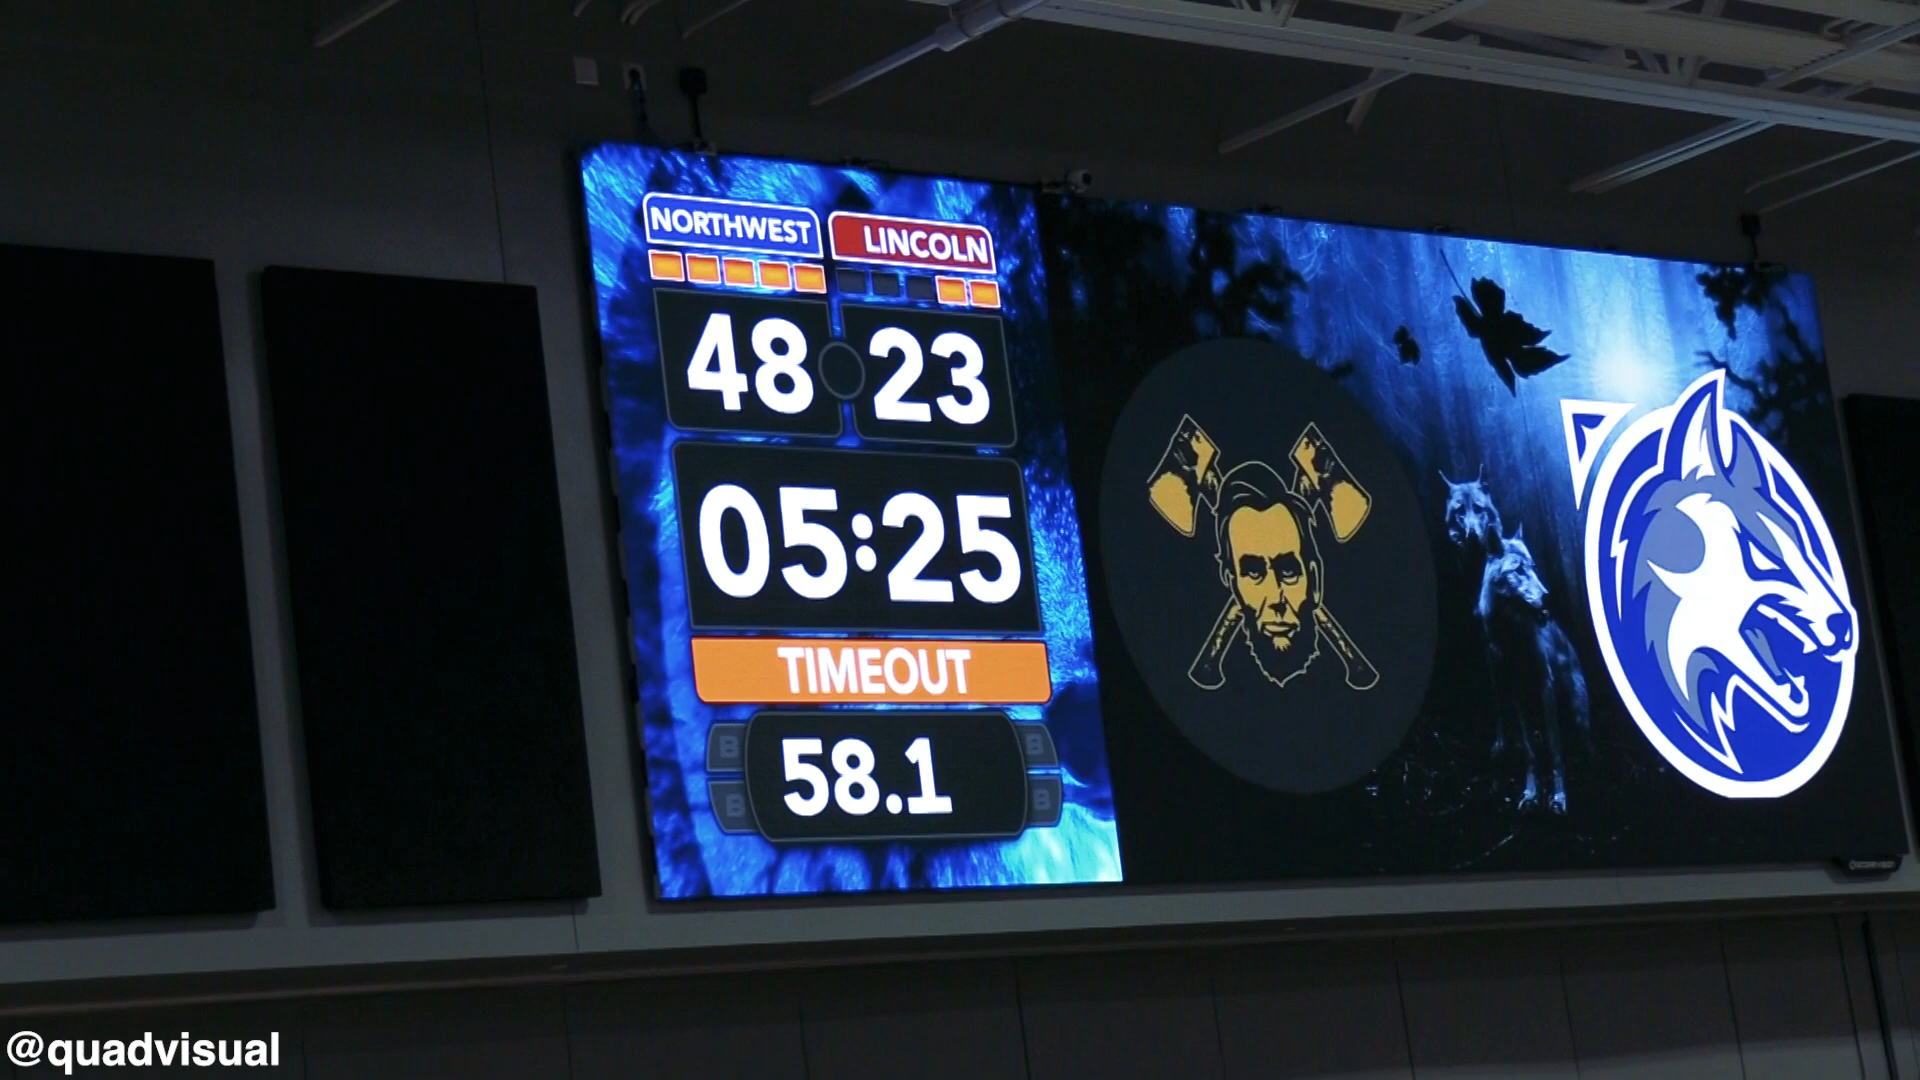 NORTHWEST LINCOLN
48 23
05:25
TIMEOUT
B 58.1 B
B B
@quadvisual